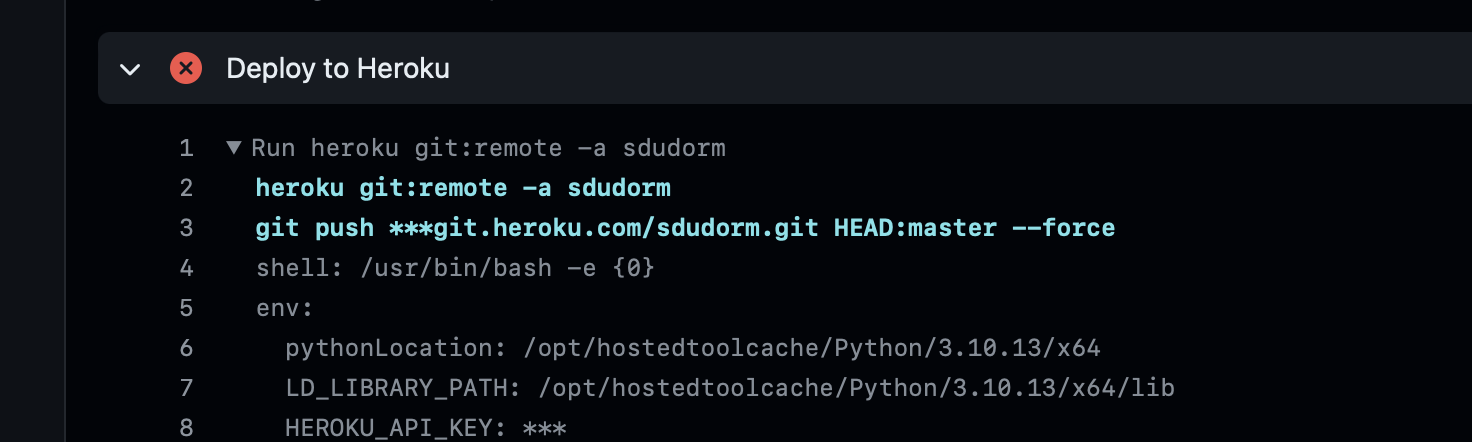 Deploy to Heroku
1 ▼ Run heroku git:remote -a sdudorm
2 heroku git:remote -a sdudorm
3 git push ***git.heroku.com/sdudorm.git HEAD:master --force
4 shell: /usr/bin/bash -e {0}
5 env:
6 pythonLocation: /opt/hostedtoolcache/Python/3.10.13/x64
7 LD_LIBRARY_PATH: /opt/hostedtoolcache/Python/3.10.13/x64/lib
8 HEROKU_API_KEY: ***